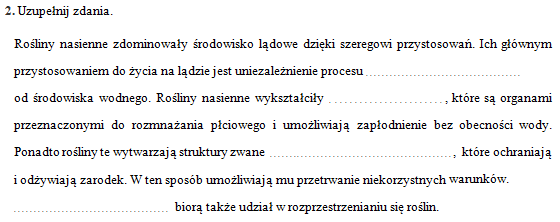 2. Uzupełnij zdania.
Rośliny nasienne zdominowały środowisko lądowe dzięki szeregowi przystosowań. Ich głównym
przystosowaniem do życia na lądzie jest uniezależnienie procesu ........................................
od środowiska wodnego. Rośliny nasienne wykształciły ............................., które są organami
przeznaczonymi do rozmnażania płciowego i umożliwiają zapłodnienie bez obecności wody.
Ponadto rośliny te wytwarzają struktury zwane ..............................................., które ochraniają
i odżywiają zarodek. W ten sposób umożliwiają mu przetrwanie niekorzystnych warunków.
........................................ biorą także udział w rozprzestrzenianiu się roślin.